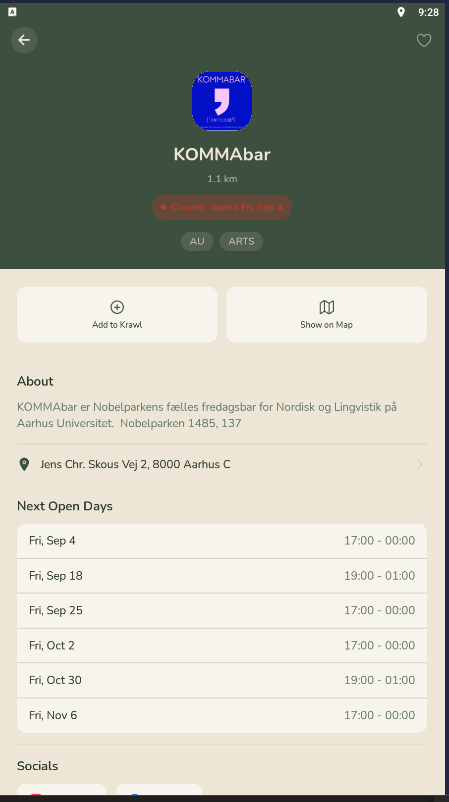 A
9:28
KOMMABAR
KOMMAbar
1.1 km
Closed · opens Fri, Sep 4
AU
ARTS
Add to Krawl
Show on Map
About
KOMMAbar er Nobelparkens fælles fredagsbar for Nordisk og Lingvistik på
Aarhus Universitet.  Nobelparken 1485, 137
Jens Chr. Skous Vej 2, 8000 Aarhus C
Next Open Days
Fri, Sep 4 17:00 - 00:00
Fri, Sep 18 19:00 - 01:00
Fri, Sep 25 17:00 - 00:00
Fri, Oct 2 17:00 - 00:00
Fri, Oct 30 19:00 - 01:00
Fri, Nov 6 17:00 - 00:00
Socials